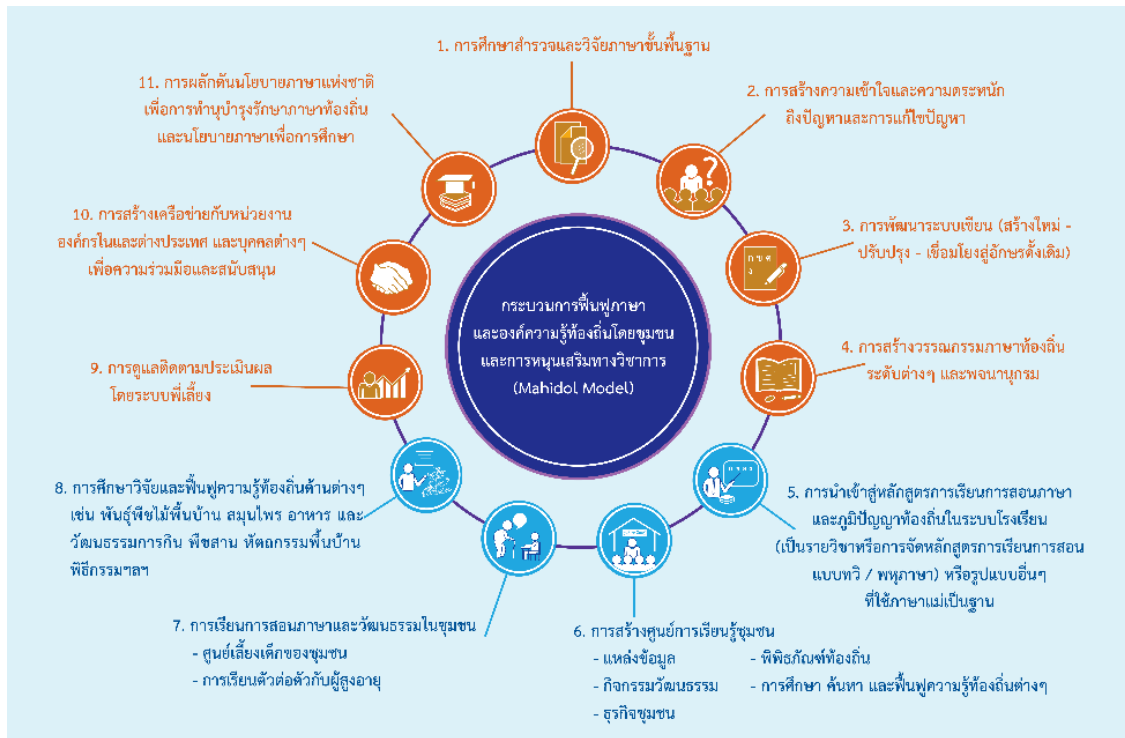 1. การศึกษาสำรวจและวิจัยภาษาขั้นพื้นฐาน
2. การสร้างความเข้าใจและความตระหนัก
ถึงปัญหาและการแก้ไขปัญหา
3. การพัฒนาระบบเขียน (สร้างใหม่ -
ปรับปรุง - เชื่อมโยงสู่อักษรดั้งเดิม)
4. การสร้างวรรณกรรมภาษาท้องถิ่น
ระดับต่างๆ และพจนานุกรม
5. การนำเข้าสู่หลักสูตรการเรียนการสอนภาษา
และภูมิปัญญาท้องถิ่นในระบบโรงเรียน
(เป็นรายวิชาหรือการจัดหลักสูตรการเรียนการสอน
แบบทวิ / พหุภาษา) หรือรูปแบบอื่นๆ
ที่ใช้ภาษาแม่เป็นฐาน
6. การสร้างศูนย์การเรียนรู้ชุมชน
- แหล่งข้อมูล
- กิจกรรมวัฒนธรรม
- ธุรกิจชุมชน
- พิพิธภัณฑ์ท้องถิ่น
- การศึกษา ค้นหา และฟื้นฟูความรู้ท้องถิ่นต่างๆ
7. การเรียนการสอนภาษาและวัฒนธรรมในชุมชน
- ศูนย์เลี้ยงเด็กของชุมชน
- การเรียนตัวต่อตัวกับผู้สูงอายุ
8. การศึกษาวิจัยและฟื้นฟูความรู้ท้องถิ่นด้านต่างๆ
เช่น พันธุ์พืชไม้พื้นบ้าน สมุนไพร อาหาร และ
วัฒนธรรมการกิน พืชสาน หัตถกรรมพื้นบ้าน
พิธีกรรมฯลฯ
9. การดูแลติดตามประเมินผล
โดยระบบพี่เลี้ยง
10. การสร้างเครือข่ายกับหน่วยงาน
องค์กรในและต่างประเทศ และบุคคลต่างๆ
เพื่อความร่วมมือและสนับสนุน
11. การผลักดันนโยบายภาษาแห่งชาติ
เพื่อการทำนุบำรุงรักษาภาษาท้องถิ่น
และนโยบายภาษาเพื่อการศึกษา
กระบวนการฟื้นฟูภาษา
และองค์ความรู้ท้องถิ่นโดยชุมชน
และการหนุนเสริมทางวิชาการ
(Mahidol Model)
ก ข ค
ง